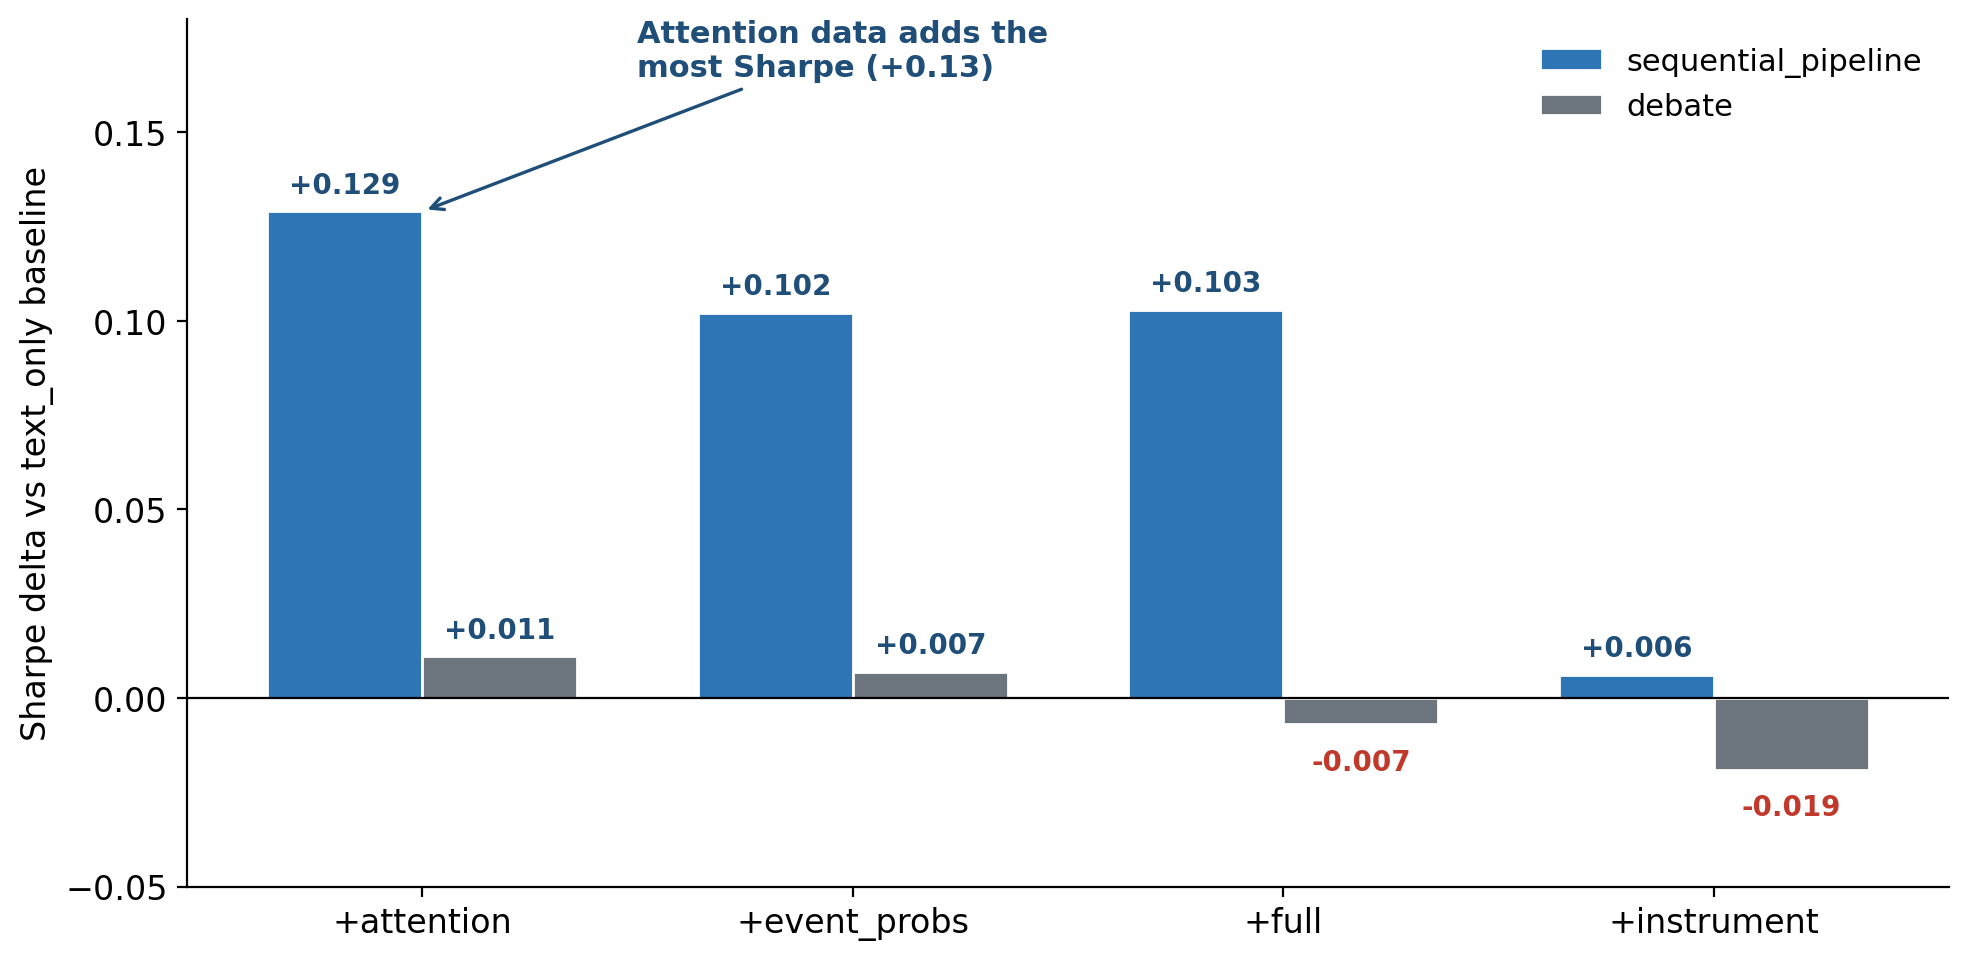 Attention data adds the
most Sharpe (+0.13)
sequential_pipeline
debate
Sharpe delta vs text_only baseline
0.15
0.10
0.05
0.00
−0.05
+0.129
+0.011
+0.102
+0.007
+0.103
-0.007
+0.006
-0.019
+attention
+event_probs
+full
+instrument